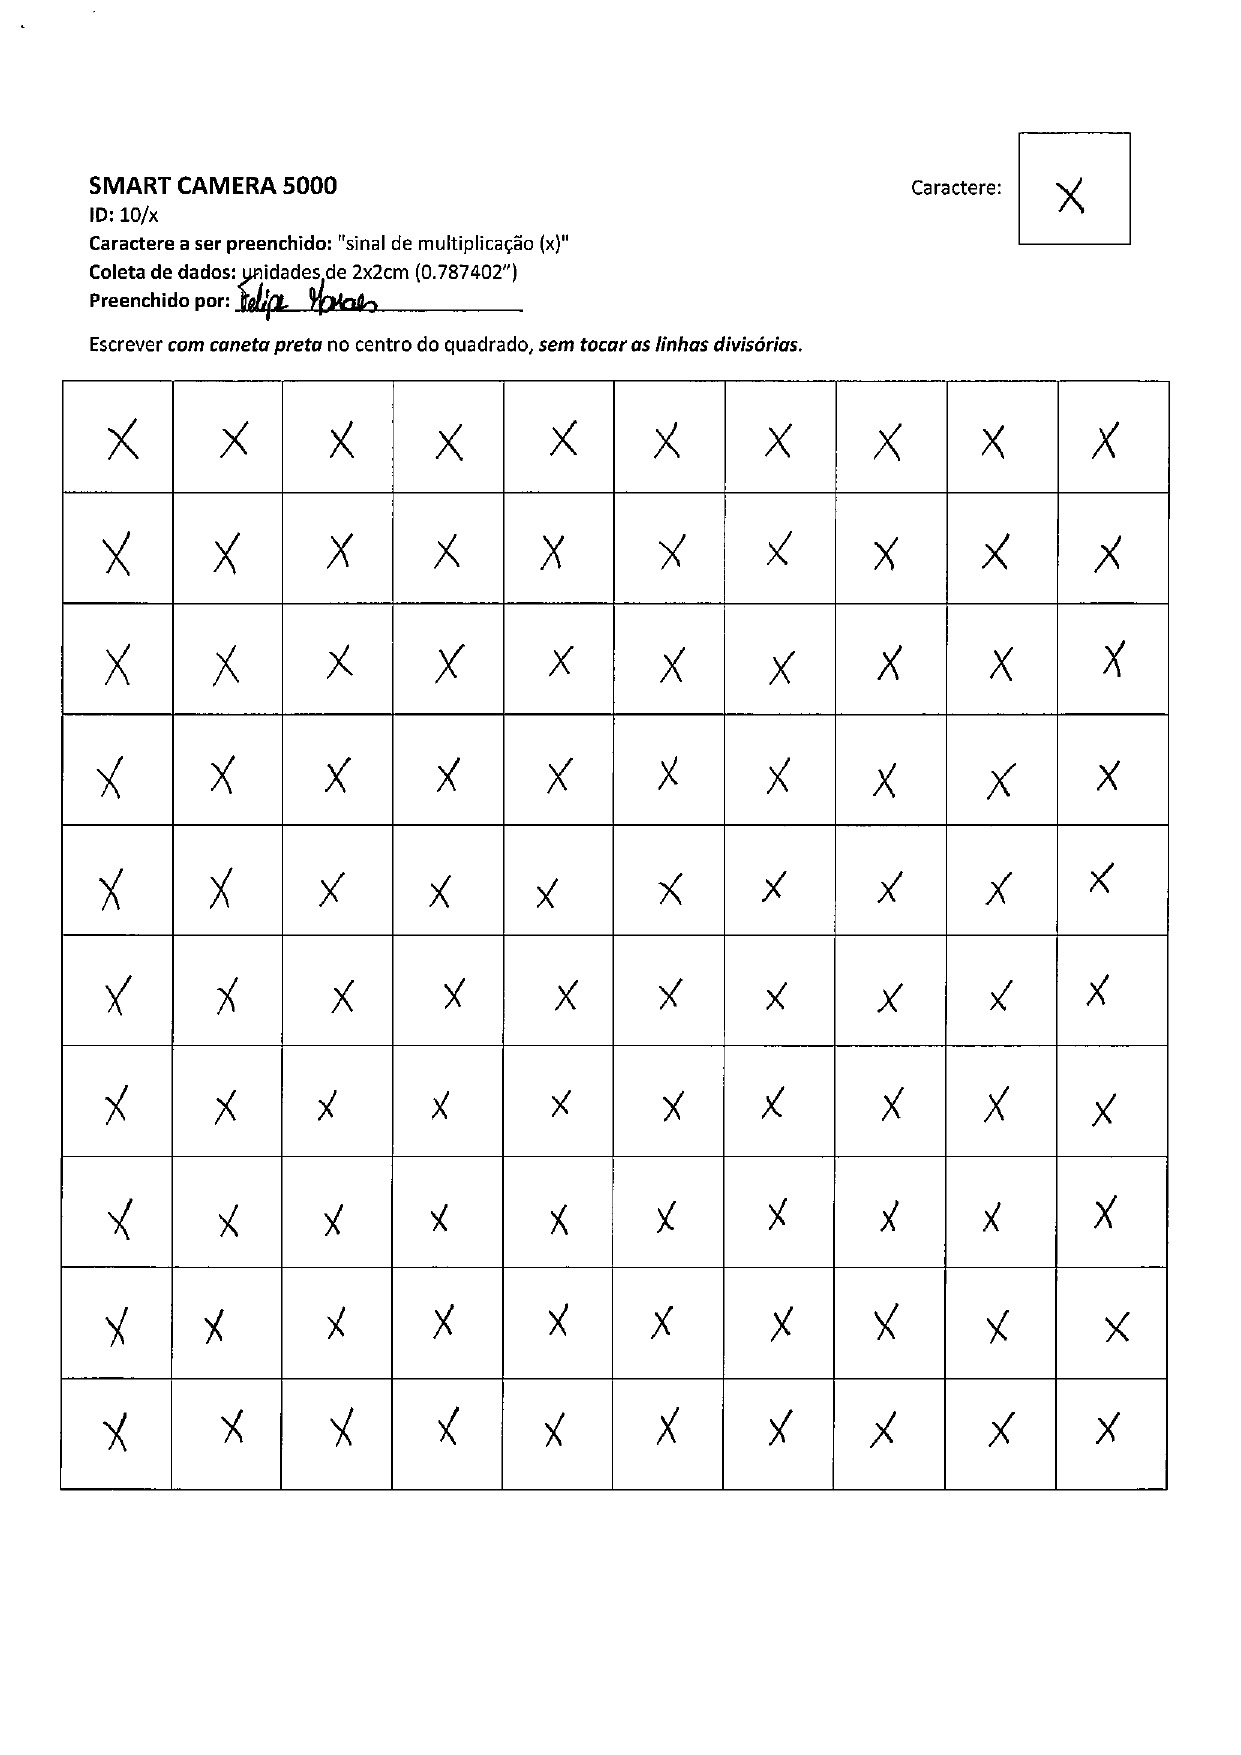 SMART CAMERA 5000
Caractere: X
ID: 10/x
Caractere a ser preenchido: "sinal de multiplicação (x)"
Coleta de dados: unidades de 2x2cm (0.787402")
Preenchido por: Felipe Moraes
Escrever com caneta preta no centro do quadrado, sem tocar as linhas divisórias.
X X X X X X X X X X
X X X X X X X X X X
X X X X X X X X X X
X X X X X X X X X X
X X X X X X X X X X
X X X X X X X X X X
X X X X X X X X X X
X X X X X X X X X X
X X X X X X X X X X
X X X X X X X X X X